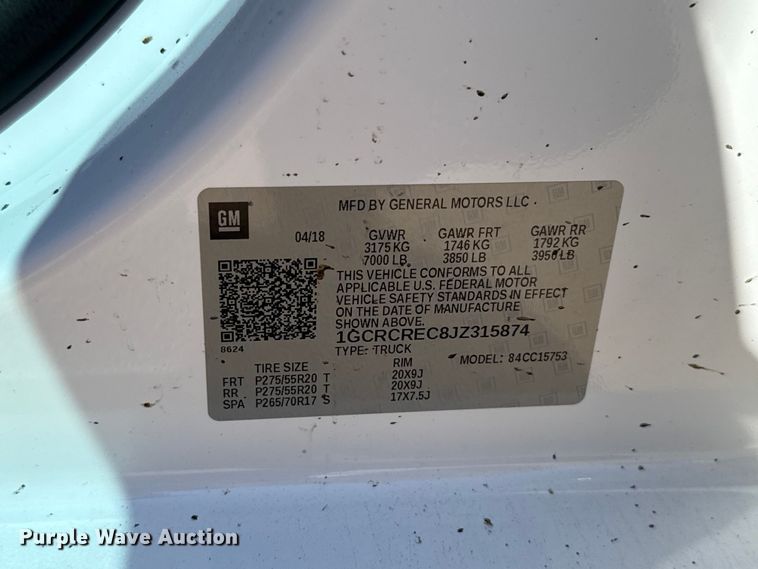 GM
MFD BY GENERAL MOTORS LLC
04/18 GVWR GAWR FRT GAWR RR
3175 KG 1746 KG 1792 KG
7000 LB 3850 LB 3950 LB
THIS VEHICLE CONFORMS TO ALL
APPLICABLE U.S. FEDERAL MOTOR
VEHICLE SAFETY STANDARDS IN EFFECT
ON THE DATE OF MANUFACTURE
SHOWN ABOVE.
1GCRCREC8JZ315874
8624
TYPE: TRUCK MODEL: 84CC15753
TIRE SIZE RIM
FRT P275/55R20 T 20X9J
RR P275/55R20 T 20X9J
SPA P265/70R17 S 17X7.5J
Purple Wave Auction